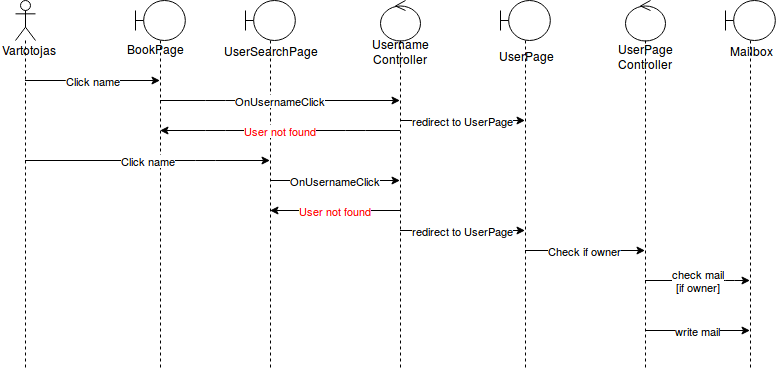 Vartotojas
BookPage
UserSearchPage
Username
Controller
UserPage
UserPage
Controller
Mailbox
Click name
OnUsernameClick
redirect to UserPage
User not found
Click name
OnUsernameClick
User not found
redirect to UserPage
Check if owner
check mail
[if owner]
write mail